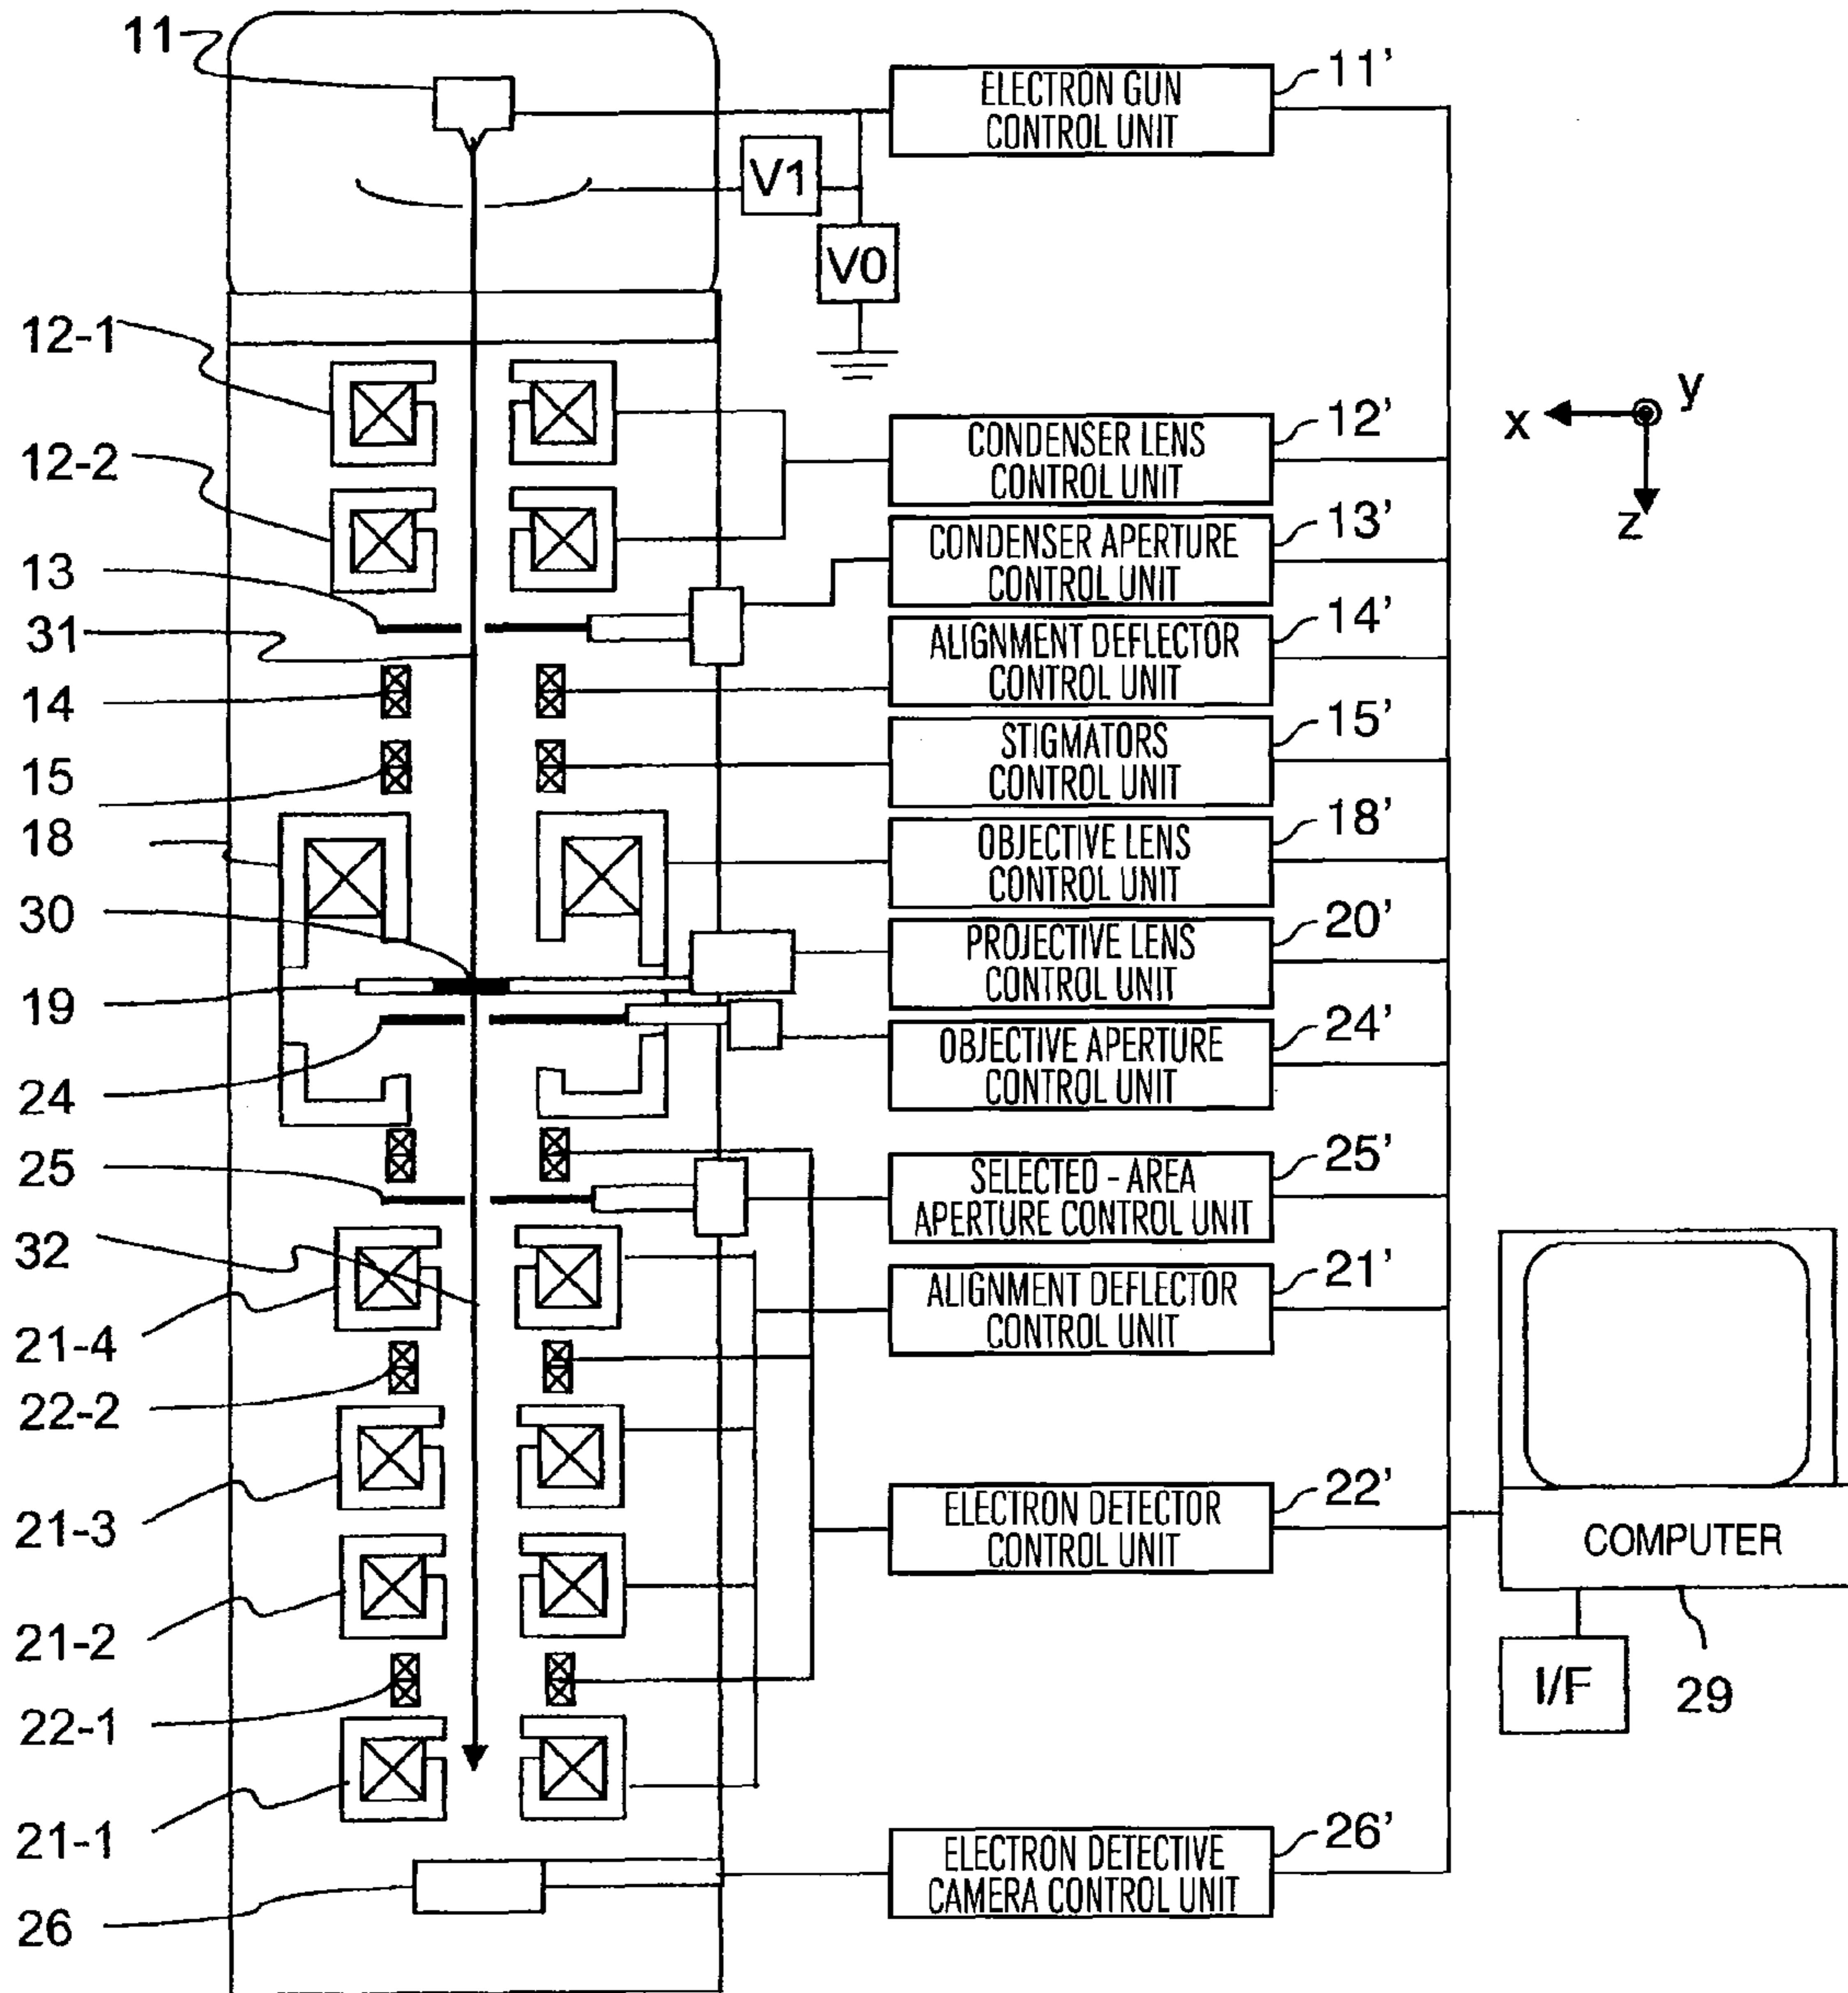 11
ELECTRON GUN
CONTROL UNIT
11'
V1
V0
12-1
12-2
13
31
14
15
18
30
19
24
25
32
21-4
22-2
21-3
21-2
22-1
21-1
26
CONDENSER LENS
CONTROL UNIT
12'
CONDENSER APERTURE
CONTROL UNIT
13'
ALIGNMENT DEFLECTOR
CONTROL UNIT
14'
STIGMATORS
CONTROL UNIT
15'
OBJECTIVE LENS
CONTROL UNIT
18'
PROJECTIVE LENS
CONTROL UNIT
20'
OBJECTIVE APERTURE
CONTROL UNIT
24'
SELECTED - AREA
APERTURE CONTROL UNIT
25'
ALIGNMENT DEFLECTOR
CONTROL UNIT
21'
ELECTRON DETECTOR
CONTROL UNIT
22'
ELECTRON DETECTIVE
CAMERA CONTROL UNIT
26'
x
y
z
COMPUTER
I/F
29